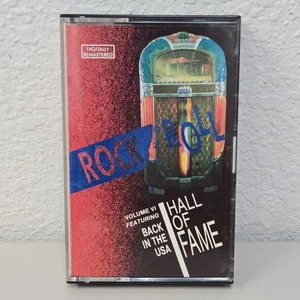 DIGITALLY
REMASTERED
ROCK & ROLL
VOLUME VI
FEATURING
BACK
IN THE
USA
HALL
OF
FAME